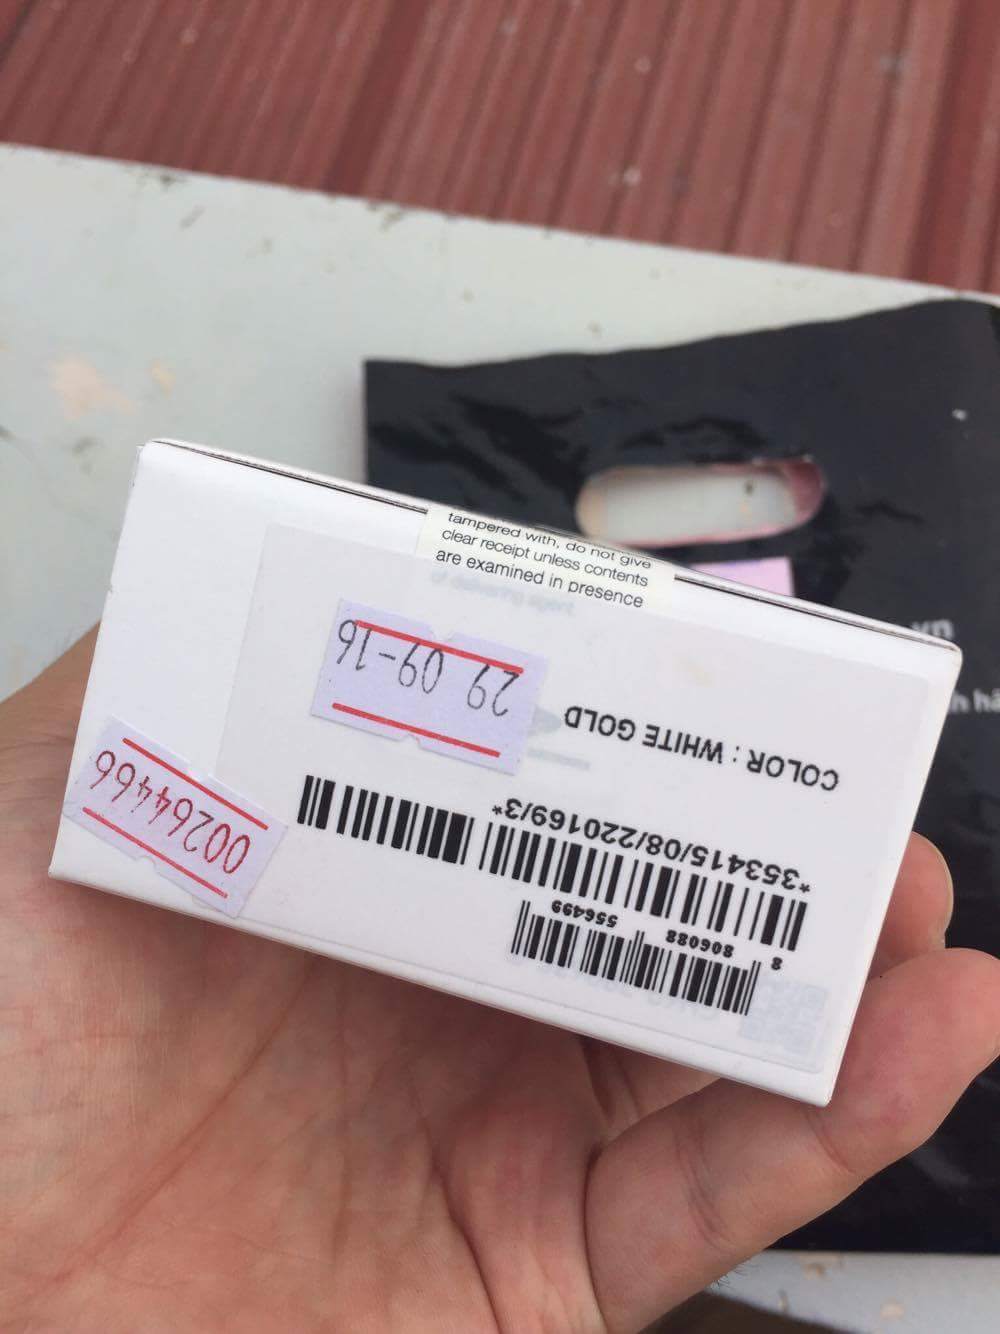 tampered with, do not give
clear receipt unless contents
are examined in presence
29 09-16
COLOR : WHITE GOLD
00264466
*353415/08/220169/3*
8 806088 556499